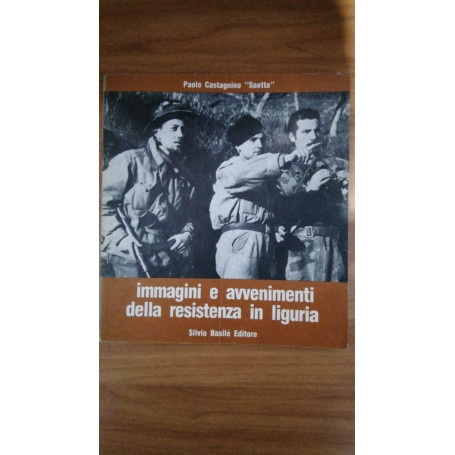 Paolo Castagnino "Saetta"
immagini e avvenimenti
della resistenza in liguria
Silvio Basile Editore